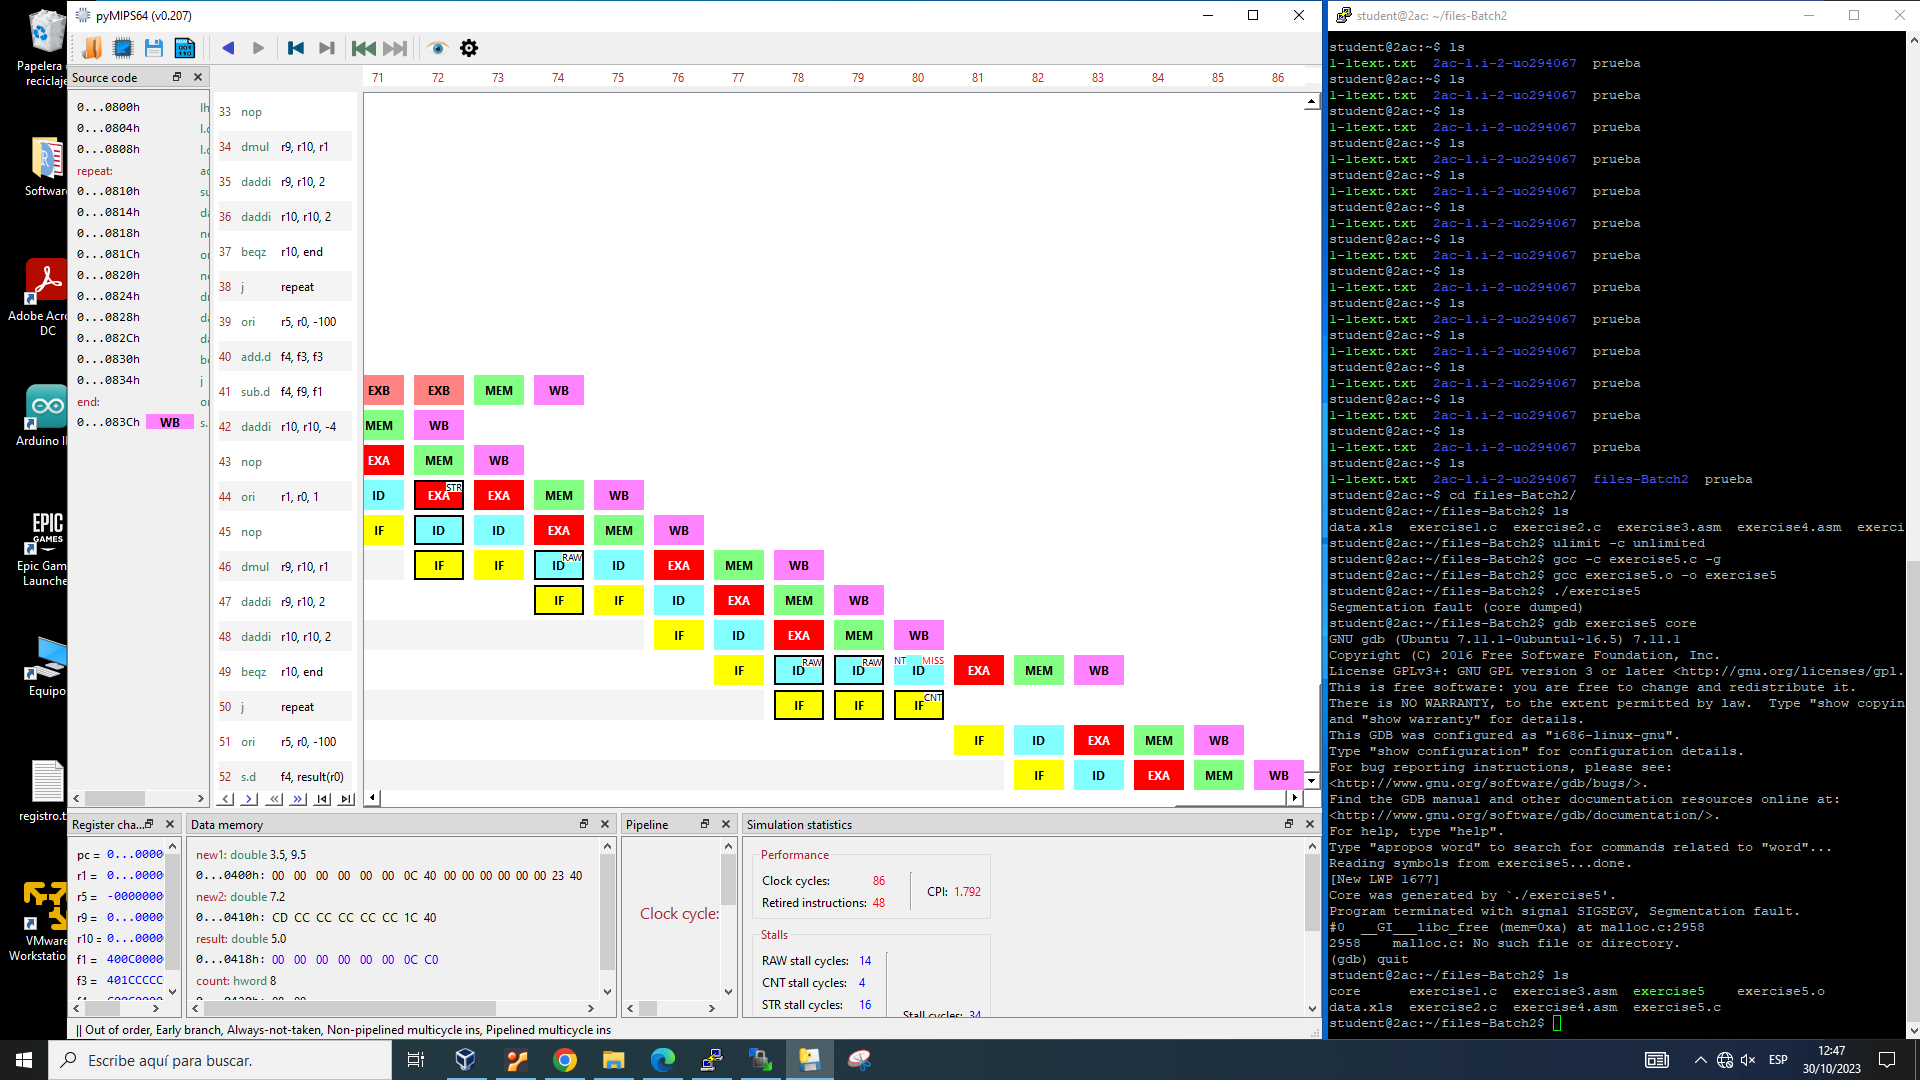 pyMIPS64 (v0.207)
Papelera
reciclaje
Software
Adobe Acr
DC
Arduino I
Epic Gam
Launche
Equipo
registro.t
VMware
Workstation
Source code
0...0800h
0...0804h
0...0808h
repeat:
0...0810h
0...0814h
0...0818h
0...081Ch
0...0820h
0...0824h
0...0828h
0...082Ch
0...0830h
0...0834h
end:
0...083Ch WB
71 72 73 74 75 76 77 78 79 80 81 82 83 84 85 86
33 nop
34 dmul r9, r10, r1
35 daddi r9, r10, 2
36 daddi r10, r10, 2
37 beqz r10, end
38 j repeat
39 ori r5, r0, -100
40 add.d f4, f3, f3
41 sub.d f4, f9, f1 EXB EXB MEM WB
42 daddi r10, r10, -4 MEM WB
43 nop EXA MEM WB
44 ori r1, r0, 1 ID EXA STR EXA MEM WB
45 nop IF ID ID EXA MEM WB
46 dmul r9, r10, r1 IF IF ID RAW ID EXA MEM WB
47 daddi r9, r10, 2 IF IF ID EXA MEM WB
48 daddi r10, r10, 2 IF ID EXA MEM WB
49 beqz r10, end IF ID RAW ID RAW NT MISS ID EXA MEM WB
50 j repeat IF IF IF CNT
51 ori r5, r0, -100 IF ID EXA MEM WB
52 s.d f4, result(r0) IF ID EXA MEM WB
Register cha...
pc = 0...0000
r1 = 0...0000
r5 = -0000000
r9 = 0...0000
r10 = 0...0000
f1 = 400C0000
f3 = 401CCCCC
Data memory
new1: double 3.5, 9.5
0...0400h: 00 00 00 00 00 00 0C 40 00 00 00 00 00 00 23 40
new2: double 7.2
0...0410h: CD CC CC CC CC CC 1C 40
result: double 5.0
0...0418h: 00 00 00 00 00 00 0C C0
count: hword 8
Pipeline
Clock cycle:
Simulation statistics
Performance
Clock cycles: 86
Retired instructions: 48
CPI: 1.792
Stalls
RAW stall cycles: 14
CNT stall cycles: 4
STR stall cycles: 16
Stall cycles: 34
|| Out of order, Early branch, Always-not-taken, Non-pipelined multicycle ins, Pipelined multicycle ins
student@2ac: ~/files-Batch2
student@2ac:~$ ls
l-1text.txt 2ac-l.i-2-uo294067 prueba
student@2ac:~$ ls
l-1text.txt 2ac-l.i-2-uo294067 prueba
student@2ac:~$ ls
l-1text.txt 2ac-l.i-2-uo294067 prueba
student@2ac:~$ ls
l-1text.txt 2ac-l.i-2-uo294067 prueba
student@2ac:~$ ls
l-1text.txt 2ac-l.i-2-uo294067 prueba
student@2ac:~$ ls
l-1text.txt 2ac-l.i-2-uo294067 prueba
student@2ac:~$ ls
l-1text.txt 2ac-l.i-2-uo294067 prueba
student@2ac:~$ ls
l-1text.txt 2ac-l.i-2-uo294067 prueba
student@2ac:~$ ls
l-1text.txt 2ac-l.i-2-uo294067 prueba
student@2ac:~$ ls
l-1text.txt 2ac-l.i-2-uo294067 prueba
student@2ac:~$ ls
l-1text.txt 2ac-l.i-2-uo294067 prueba
student@2ac:~$ ls
l-1text.txt 2ac-l.i-2-uo294067 prueba
student@2ac:~$ ls
l-1text.txt 2ac-l.i-2-uo294067 prueba
student@2ac:~$ ls
l-1text.txt 2ac-l.i-2-uo294067 files-Batch2 prueba
student@2ac:~$ cd files-Batch2/
student@2ac:~/files-Batch2$ ls
data.xls exercise1.c exercise2.c exercise3.asm exercise4.asm exerci
student@2ac:~/files-Batch2$ ulimit -c unlimited
student@2ac:~/files-Batch2$ gcc -c exercise5.c -g
student@2ac:~/files-Batch2$ gcc exercise5.o -o exercise5
student@2ac:~/files-Batch2$ ./exercise5
Segmentation fault (core dumped)
student@2ac:~/files-Batch2$ gdb exercise5 core
GNU gdb (Ubuntu 7.11.1-0ubuntu1~16.5) 7.11.1
Copyright (C) 2016 Free Software Foundation, Inc.
License GPLv3+: GNU GPL version 3 or later <http://gnu.org/licenses/gpl.
This is free software: you are free to change and redistribute it.
There is NO WARRANTY, to the extent permitted by law. Type "show copyin
and "show warranty" for details.
This GDB was configured as "i686-linux-gnu".
Type "show configuration" for configuration details.
For bug reporting instructions, please see:
<http://www.gnu.org/software/gdb/bugs/>.
Find the GDB manual and other documentation resources online at:
<http://www.gnu.org/software/gdb/documentation/>.
For help, type "help".
Type "apropos word" to search for commands related to "word"...
Reading symbols from exercise5...done.
[New LWP 1677]
Core was generated by `./exercise5'.
Program terminated with signal SIGSEGV, Segmentation fault.
#0 __GI___libc_free (mem=0xa) at malloc.c:2958
2958 malloc.c: No such file or directory.
(gdb) quit
student@2ac:~/files-Batch2$ ls
core exercise1.c exercise3.asm exercise5 exercise5.o
data.xls exercise2.c exercise4.asm exercise5.c
student@2ac:~/files-Batch2$
Escribe aquí para buscar.
ESP
12:47
30/10/2023